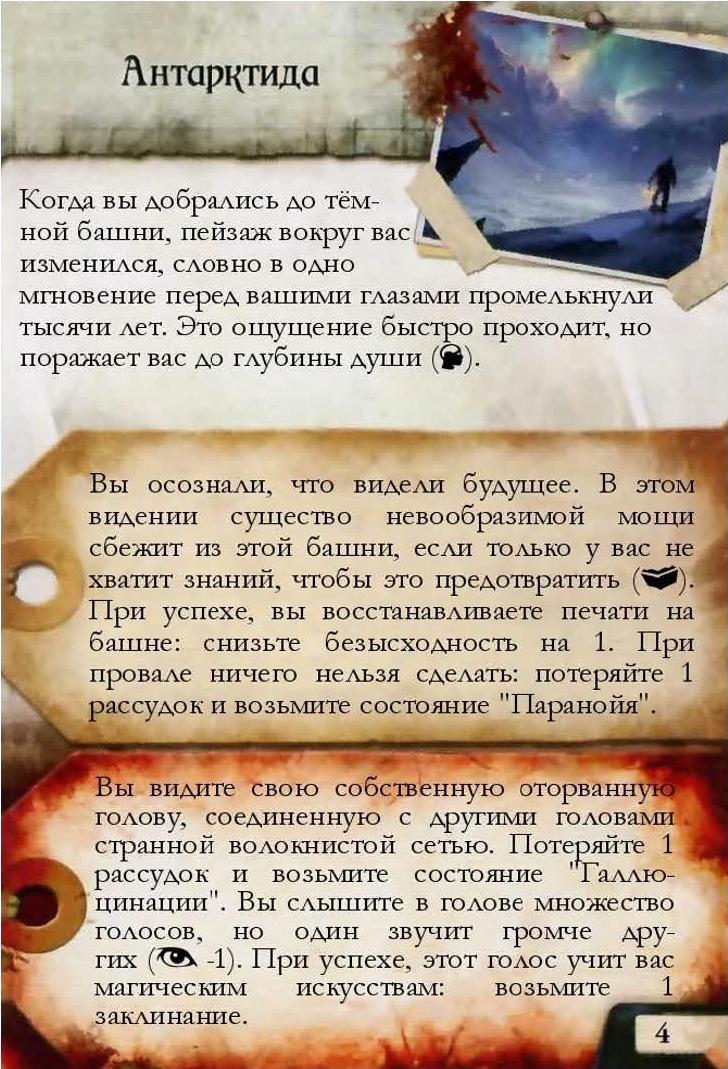 Антарктида
Когда вы добрались до тём-
ной башни, пейзаж вокруг вас
изменился, словно в одно
мгновение перед вашими глазами промелькнули
тысячи лет. Это ощущение быстро проходит, но
поражает вас до глубины души ( ).
Вы осознали, что видели будущее. В этом
видении существо невообразимой мощи
сбежит из этой башни, если только у вас не
хватит знаний, чтобы это предотвратить ( ).
При успехе, вы восстанавливаете печати на
башне: снизьте безысходность на 1. При
провале ничего нельзя сделать: потеряйте 1
рассудок и возьмите состояние "Паранойя".
Вы видите свою собственную оторванную
голову, соединенную с другими головами
странной волокнистой сетью. Потеряйте 1
рассудок и возьмите состояние "Галлю-
цинации". Вы слышите в голове множество
голосов, но один звучит громче дру-
гих ( -1). При успехе, этот голос учит вас
магическим искусствам: возьмите 1
заклинание.
4